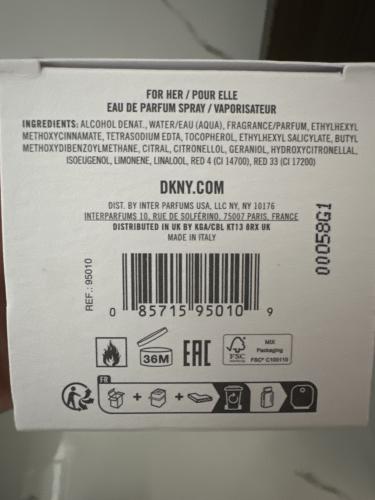 FOR HER / POUR ELLE
EAU DE PARFUM SPRAY / VAPORISATEUR
INGREDIENTS: ALCOHOL DENAT., WATER/EAU (AQUA), FRAGRANCE/PARFUM, ETHYLHEXYL
METHOXYCINNAMATE, TETRASODIUM EDTA, TOCOPHEROL, ETHYLHEXYL SALICYLATE, BUTYL
METHOXYDIBENZOYLMETHANE, CITRAL, CITRONELLOL, GERANIOL, HYDROXYCITRONELLAL,
ISOEUGENOL, LIMONENE, LINALOOL, RED 4 (CI 14700), RED 33 (CI 17200)
DKNY.COM
DIST. BY INTER PARFUMS USA, LLC NY, NY 10176
INTERPARFUMS 10, RUE DE SOLFÉRINO, 75007 PARIS, FRANCE
DISTRIBUTED IN UK BY KGA/CBL KT13 8RX UK
MADE IN ITALY
00058G1
REF.: 95010
0 85715 95010 9
36M
EAC
FSC
MIX
Packaging
FSC® C100110
FR
+ +